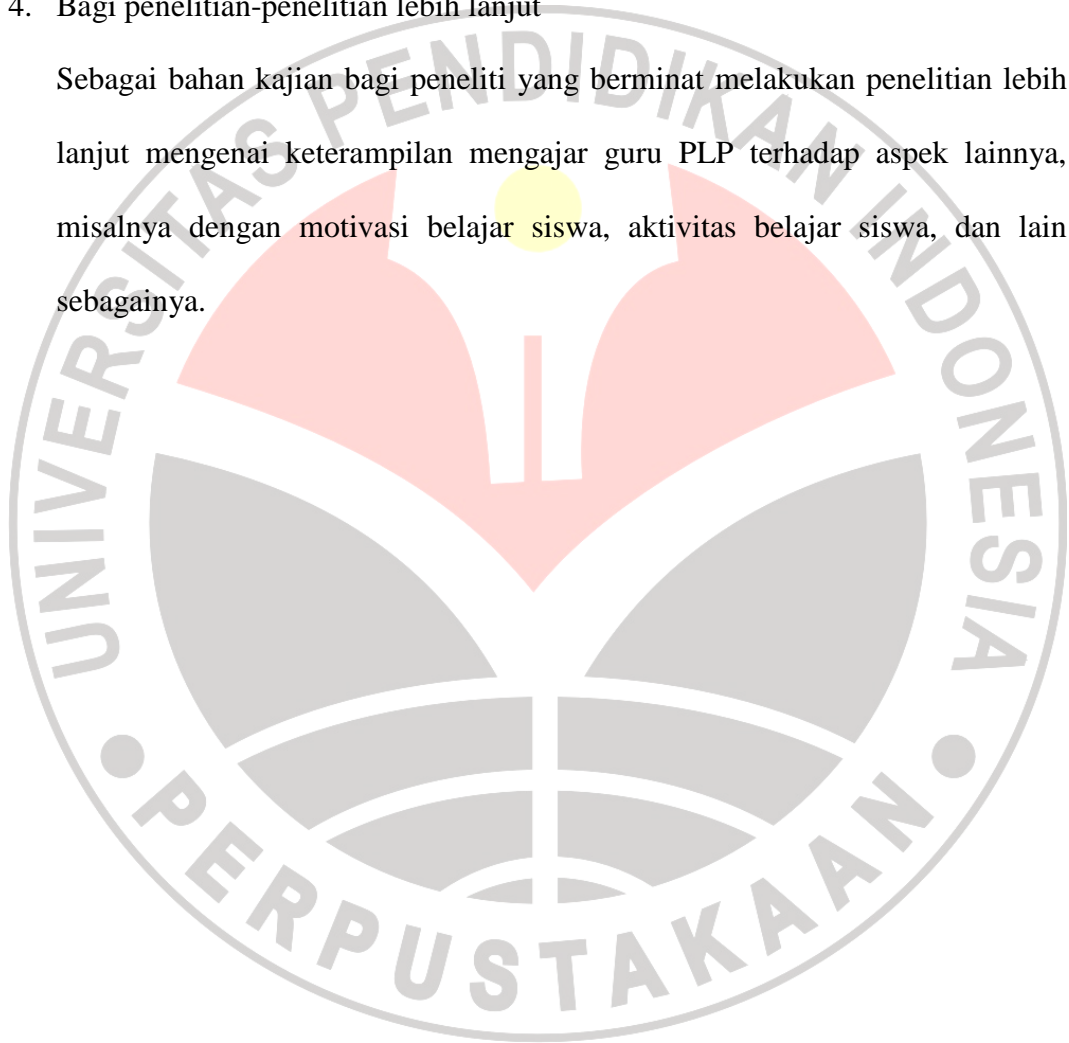 4. Bagi penelitian-penelitian lebih lanjut
Sebagai bahan kajian bagi peneliti yang berminat melakukan penelitian lebih
lanjut mengenai keterampilan mengajar guru PLP terhadap aspek lainnya,
misalnya dengan motivasi belajar siswa, aktivitas belajar siswa, dan lain
sebagainya.
UNIVERSITAS PENDIDIKAN INDONESIA
PERPUSTAKAAN